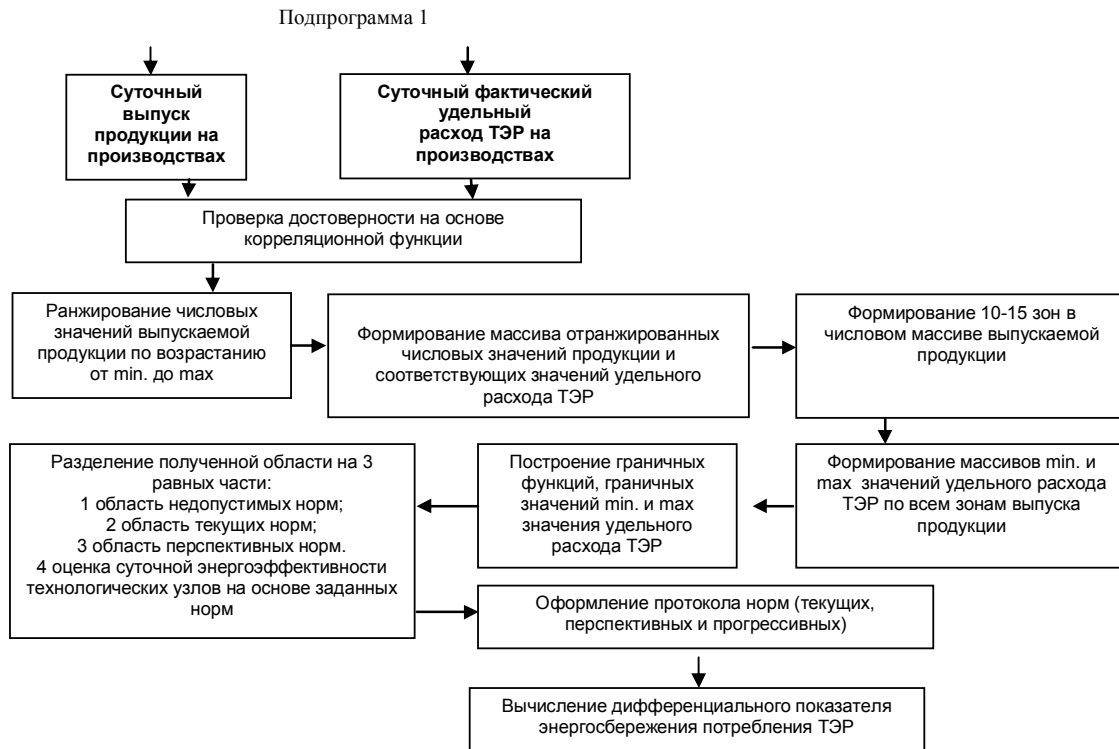 Подпрограмма 1
Суточный
выпуск
продукции на
производствах
Суточный фактический
удельный
расход ТЭР на
производствах
Проверка достоверности на основе
корреляционной функции
Ранжирование числовых
значений выпускаемой
продукции по возрастанию
от min. до max
Формирование массива отранжированных
числовых значений продукции и
соответствующих значений удельного
расхода ТЭР
Формирование 10-15 зон в
числовом массиве выпускаемой
продукции
Формирование массивов min. и
max значений удельного расхода
ТЭР по всем зонам выпуска
продукции
Построение граничных
функций, граничных
значений min. и max
значения удельного
расхода ТЭР
Разделение полученной области на 3
равных части:
1 область недопустимых норм;
2 область текущих норм;
3 область перспективных норм.
4 оценка суточной энергоэффективности
технологических узлов на основе заданных
норм
Оформление протокола норм (текущих,
перспективных и прогрессивных)
Вычисление дифференциального показателя
энергосбережения потребления ТЭР